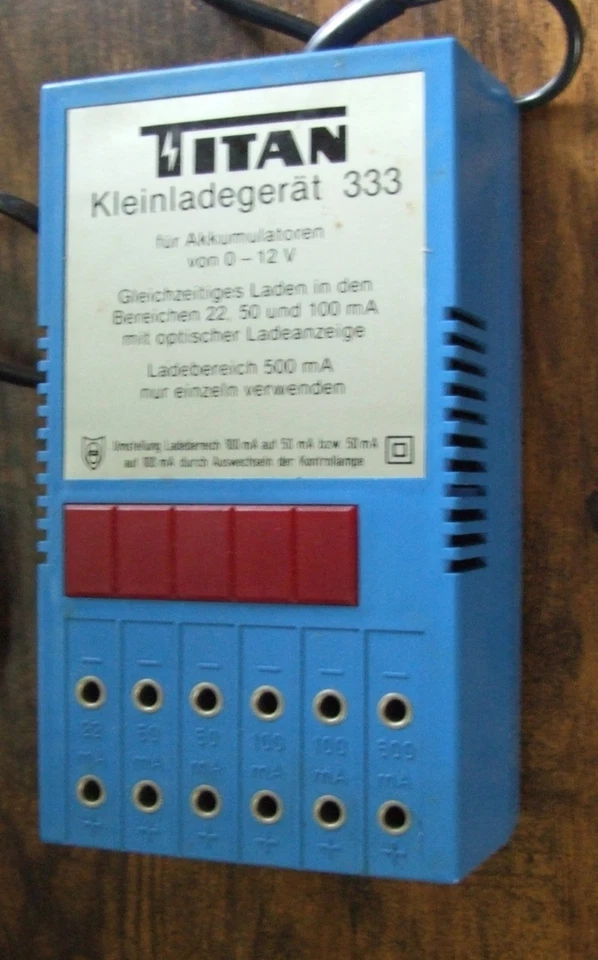 TITAN
Kleinladegerät 333
für Akkumulatoren
von 0 – 12 V
Gleichzeitiges Laden in den
Bereichen 22, 50 und 100 mA
mit optischer Ladeanzeige
Ladebereich 500 mA
nur einzeln verwenden
Umstellung Ladebereich 100 mA auf 50 mA bzw. 50 mA
auf 100 mA durch Auswechseln der Kontrollampe
– – – – – –
22 50 50 100 100 500
mA mA mA mA mA mA
+ + + + + +